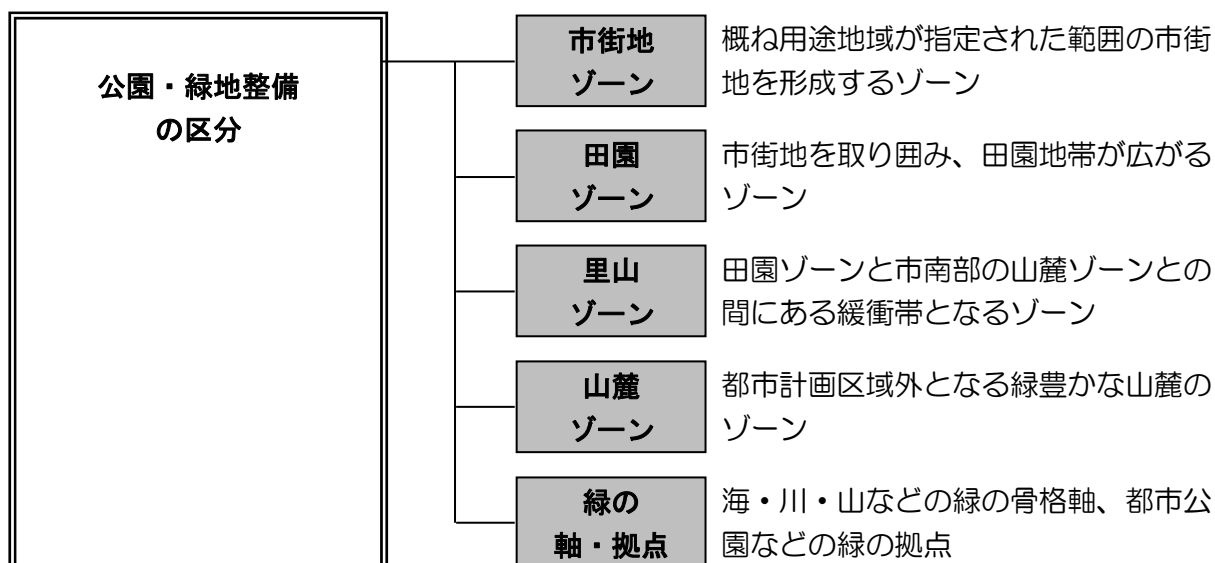 公園・緑地整備
の区分
市街地
ゾーン
概ね用途地域が指定された範囲の市街
地を形成するゾーン
田園
ゾーン
市街地を取り囲み、田園地帯が広がる
ゾーン
里山
ゾーン
田園ゾーンと市南部の山麓ゾーンとの
間にある緩衝帯となるゾーン
山麓
ゾーン
都市計画区域外となる緑豊かな山麓の
ゾーン
緑の
軸・拠点
海・川・山などの緑の骨格軸、都市公
園などの緑の拠点